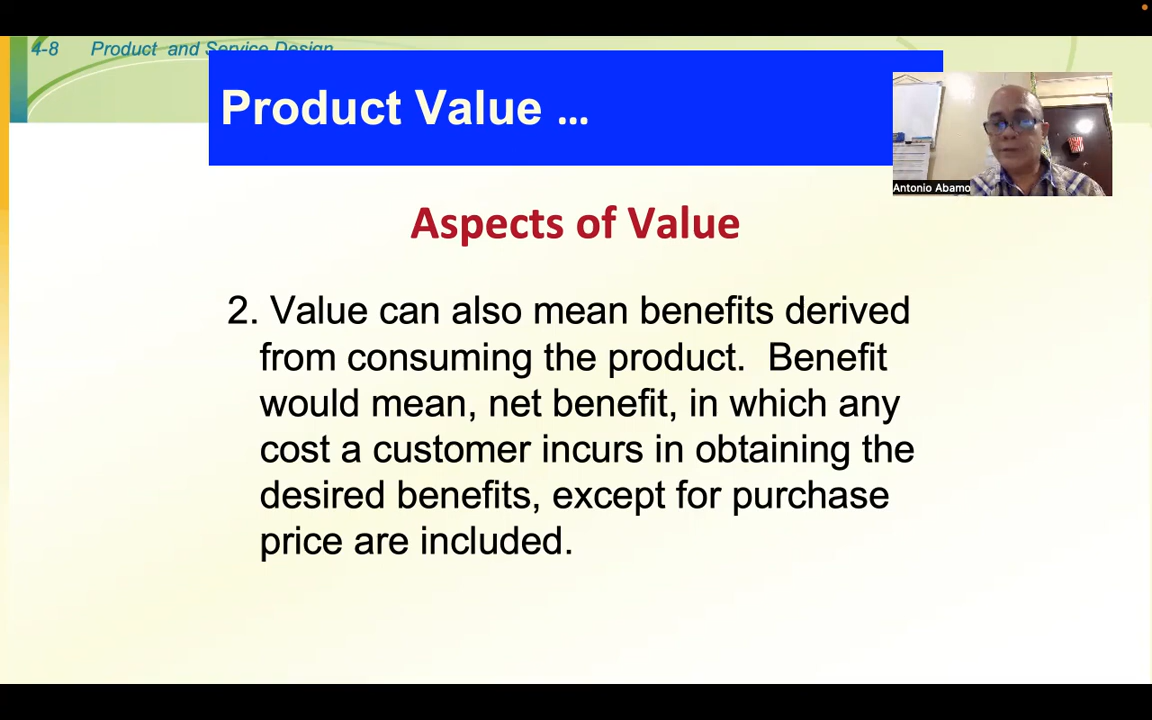 4-8 Product and Service Design
Product Value ...
Antonio Abamo
Aspects of Value
2. Value can also mean benefits derived
from consuming the product. Benefit
would mean, net benefit, in which any
cost a customer incurs in obtaining the
desired benefits, except for purchase
price are included.